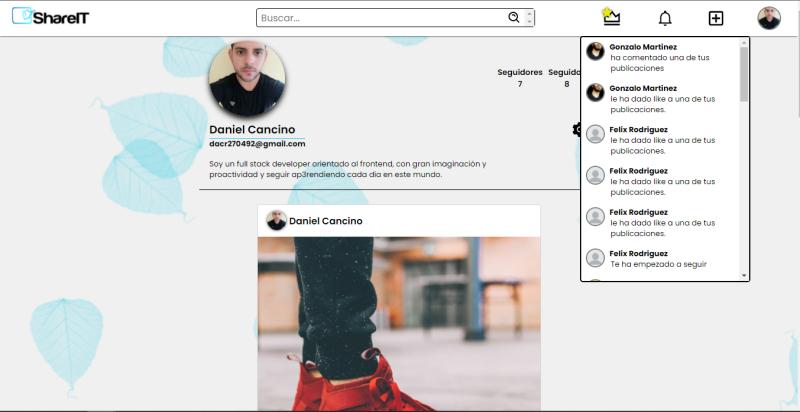 ShareIT
Buscar...
Gonzalo Martinez
ha comentado una de tus
publicaciones
Gonzalo Martinez
le ha dado like a una de tus
publicaciones.
Felix Rodriguez
le ha dado like a una de tus
publicaciones.
Felix Rodriguez
le ha dado like a una de tus
publicaciones.
Felix Rodriguez
le ha dado like a una de tus
publicaciones.
Felix Rodriguez
Te ha empezado a seguir
Seguidores Seguido
7 8
Daniel Cancino
dacr270492@gmail.com
Soy un full stack developer orientado al frontend, con gran imaginación y
proactividad y seguir ap3rendiendo cada dia en este mundo.
Daniel Cancino